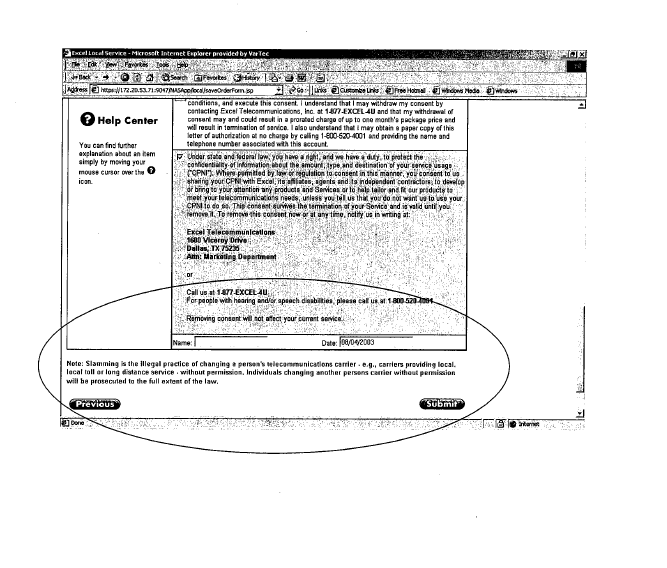 Excel Local Service - Microsoft Internet Explorer provided by VarTec
File Edit View Favorites Tools Help
Back Search Favorites History
Address https://172.20.53.71:9047/NASApp/local/saveOrderForm.jsp Go Links Customize Links Free Hotmail Windows Media Windows
Help Center
You can find further
explanation about an item
simply by moving your
mouse cursor over the ?
icon.
conditions, and execute this consent. I understand that I may withdraw my consent by
contacting Excel Telecommunications, Inc. at 1-877-EXCEL-4U and that my withdrawal of
consent may and could result in a prorated charge of up to one month's package price and
will result in termination of service. I also understand that I may obtain a paper copy of this
letter of authorization at no charge by calling 1-800-520-4001 and providing the name and
telephone number associated with this account.
Under state and federal law, you have a right, and we have a duty, to protect the
confidentiality of information about the amount, type and destination of your service usage
("CPNI"). Where permitted by law or regulation to consent in this manner, you consent to us
sharing your CPNI with Excel, its affiliates, agents and its independent contractors, to develop
or bring to your attention any products and Services or to help tailor and fit our products to
meet your telecommunications needs, unless you tell us that you do not want us to use your
CPNI to do so. This consent survives the termination of your Service and is valid until you
remove it. To remove this consent now or at any time, notify us in writing at:
Excel Telecommunications
1600 Viceroy Drive
Dallas, TX 75235
Attn: Marketing Department
or
Call us at 1-877-EXCEL-4U.
For people with hearing and/or speech disabilities, please call us at 1-800-520-4001.
Removing consent will not affect your current service.
Name: Date: 08/04/2003
Note: Slamming is the illegal practice of changing a person's telecommunications carrier - e.g., carriers providing local,
local toll or long distance service - without permission. Individuals changing another persons carrier without permission
will be prosecuted to the full extent of the law.
Previous Submit
Done Internet